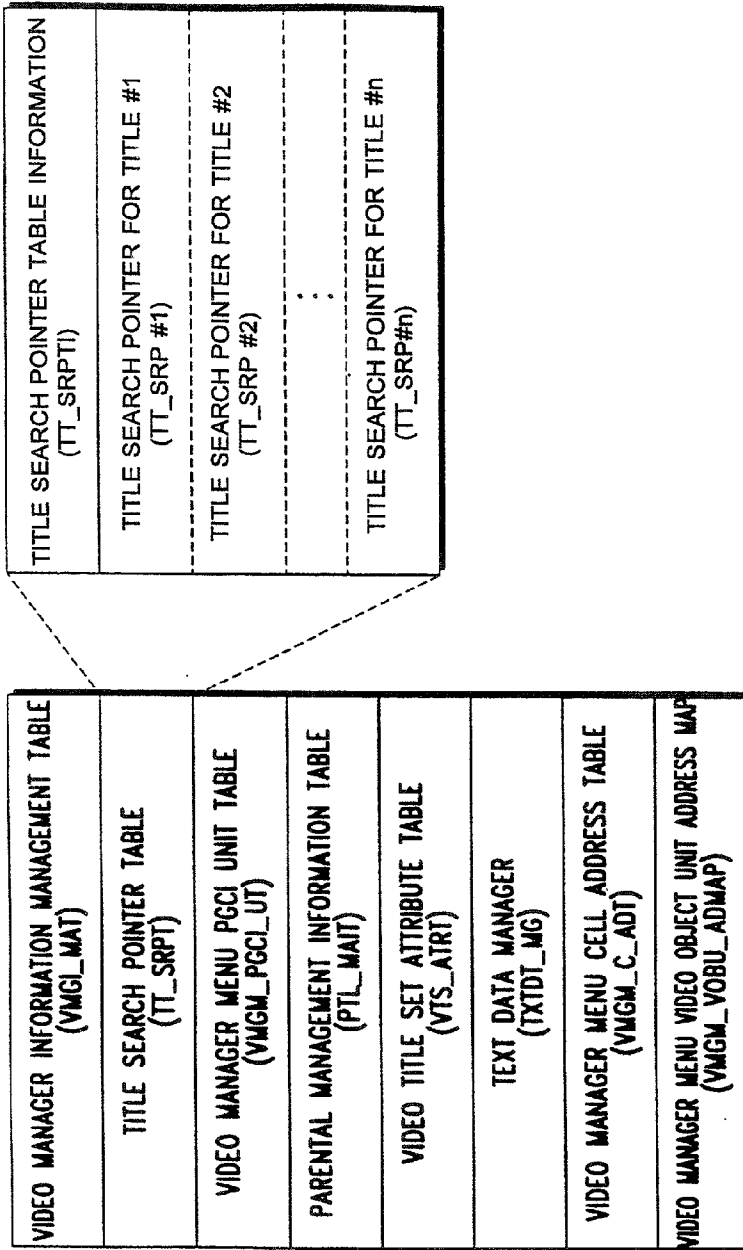 VIDEO MANAGER INFORMATION MANAGEMENT TABLE
(VMGI_MAT)
TITLE SEARCH POINTER TABLE
(TT_SRPT)
VIDEO MANAGER MENU PGCI UNIT TABLE
(VMGM_PGCI_UT)
PARENTAL MANAGEMENT INFORMATION TABLE
(PTL_MAIT)
VIDEO TITLE SET ATTRIBUTE TABLE
(VTS_ATRT)
TEXT DATA MANAGER
(TXTDT_MG)
VIDEO MANAGER MENU CELL ADDRESS TABLE
(VMGM_C_ADT)
VIDEO MANAGER MENU VIDEO OBJECT UNIT ADDRESS MAP
(VMGM_VOBU_ADMAP)
TITLE SEARCH POINTER TABLE INFORMATION
(TT_SRPTI)
TITLE SEARCH POINTER FOR TITLE #1
(TT_SRP #1)
TITLE SEARCH POINTER FOR TITLE #2
(TT_SRP #2)
⋮
TITLE SEARCH POINTER FOR TITLE #n
(TT_SRP#n)